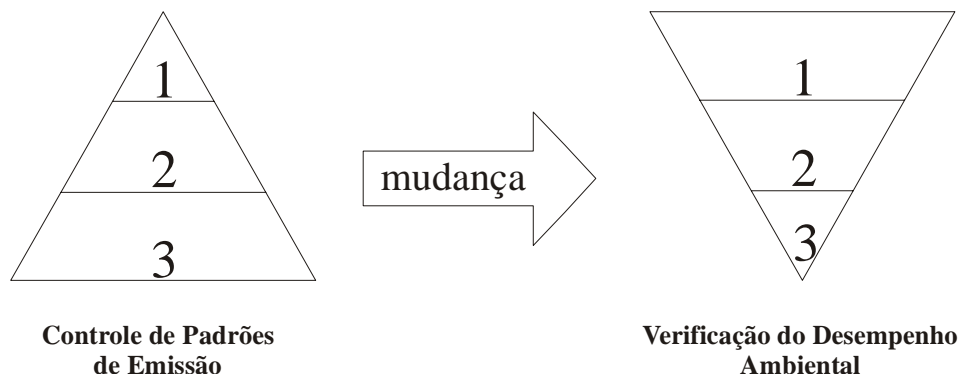 1
2
3
mudança
1
2
3
Controle de Padrões
de Emissão
Verificação do Desempenho
Ambiental